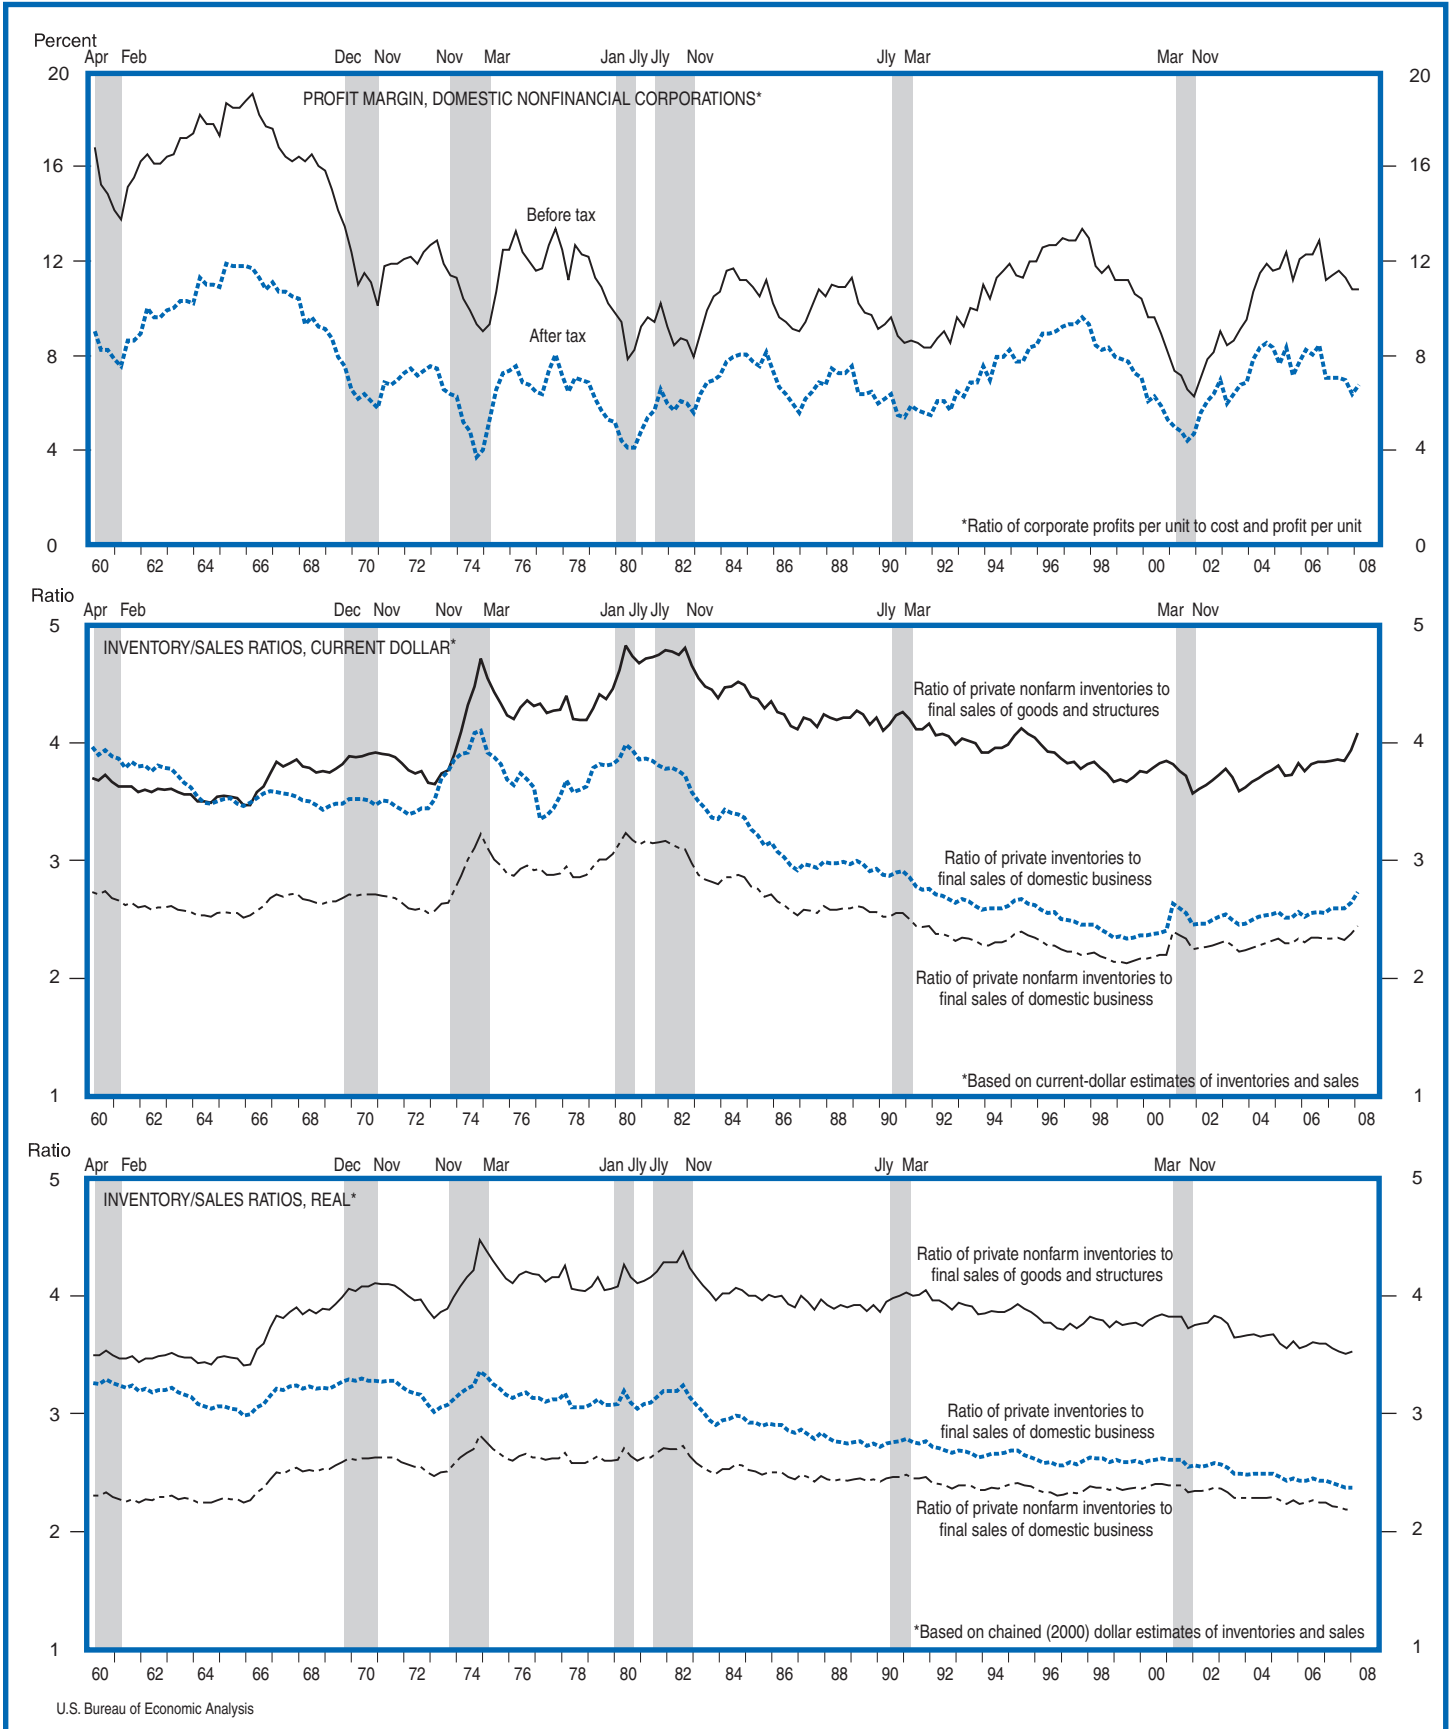 Percent
Apr Feb Dec Nov Nov Mar Jan Jly Jly Nov Jly Mar Mar Nov
20 20
PROFIT MARGIN, DOMESTIC NONFINANCIAL CORPORATIONS*
16 16
Before tax
12 12
After tax
8 8
4 4
*Ratio of corporate profits per unit to cost and profit per unit
0 0
60 62 64 66 68 70 72 74 76 78 80 82 84 86 88 90 92 94 96 98 00 02 04 06 08
Ratio
Apr Feb Dec Nov Nov Mar Jan Jly Jly Nov Jly Mar Mar Nov
5 5
INVENTORY/SALES RATIOS, CURRENT DOLLAR*
Ratio of private nonfarm inventories to
final sales of goods and structures
4 4
3 3
Ratio of private inventories to
final sales of domestic business
2 2
Ratio of private nonfarm inventories to
final sales of domestic business
*Based on current-dollar estimates of inventories and sales
1 1
60 62 64 66 68 70 72 74 76 78 80 82 84 86 88 90 92 94 96 98 00 02 04 06 08
Ratio
Apr Feb Dec Nov Nov Mar Jan Jly Jly Nov Jly Mar Mar Nov
5 5
INVENTORY/SALES RATIOS, REAL*
Ratio of private nonfarm inventories to
final sales of goods and structures
4 4
3 3
Ratio of private inventories to
final sales of domestic business
Ratio of private nonfarm inventories to
final sales of domestic business
2 2
*Based on chained (2000) dollar estimates of inventories and sales
1 1
60 62 64 66 68 70 72 74 76 78 80 82 84 86 88 90 92 94 96 98 00 02 04 06 08
U.S. Bureau of Economic Analysis